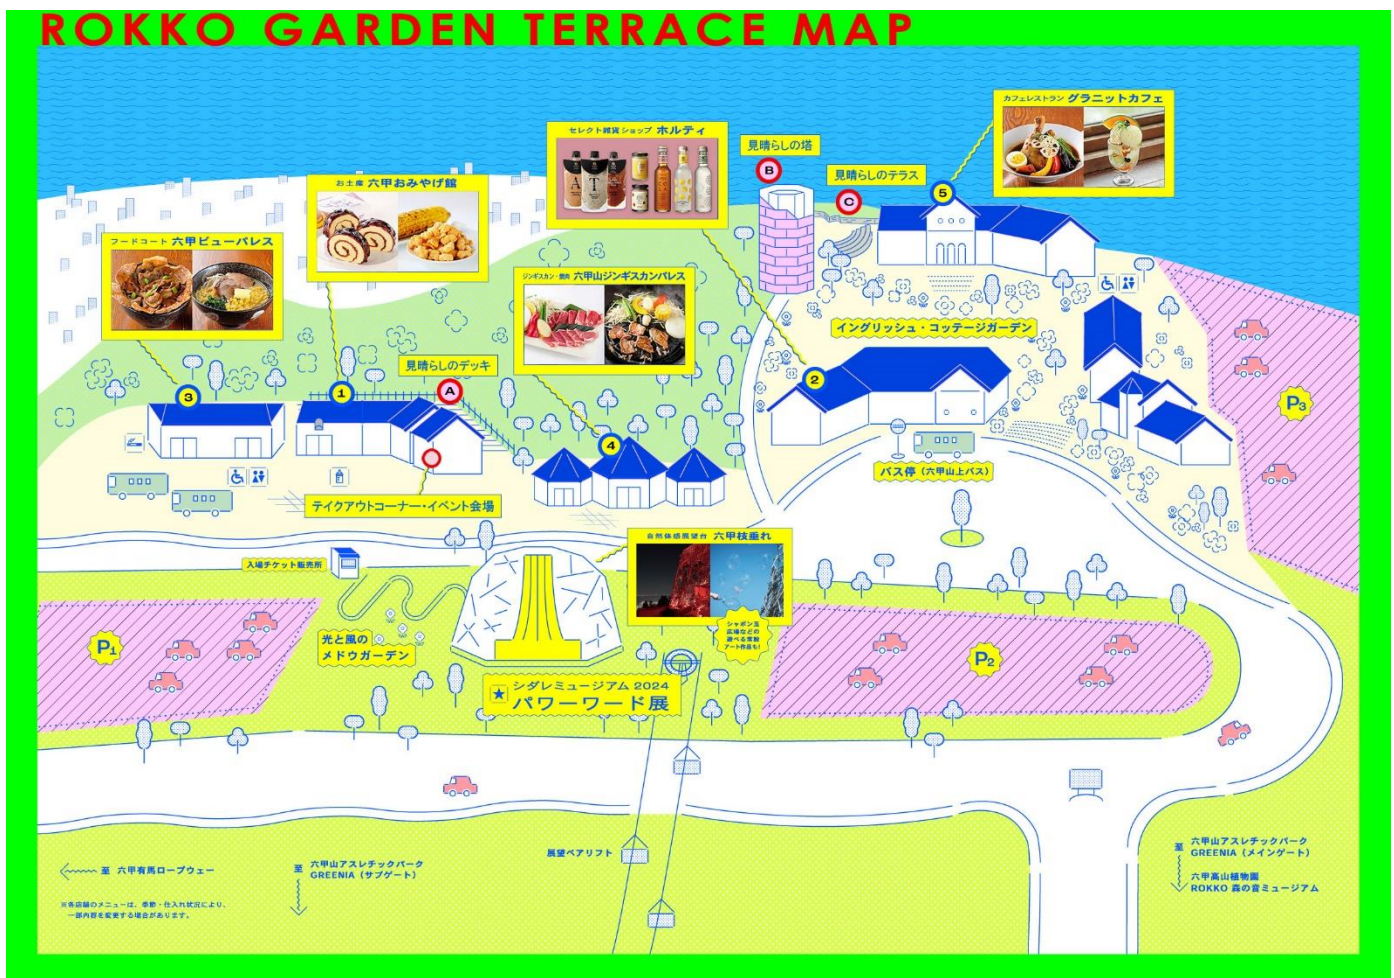 ROKKO GARDEN TERRACE MAP
カフェレストラン グラニットカフェ
5
セレクト雑貨ショップ ホルティ
見晴らしの塔
B
見晴らしのテラス
C
お土産 六甲おみやげ館
フードコート 六甲ビューパレス
ジンギスカン・焼肉 六甲山ジンギスカンパレス
イングリッシュ・コッテージガーデン
見晴らしのデッキ
A
3
1
2
4
P3
バス停(六甲山上バス)
テイクアウトコーナー・イベント会場
入場チケット販売所
自然体感展望台 六甲枝垂れ
シャボン玉
広場などの
遊べる常設
アート作品も!
光と風の
メドウガーデン
P1
P2
シダレミュージアム 2024
パワーワード展
展望ペアリフト
至 六甲有馬ロープウェー
至 六甲山アスレチックパーク
GREENIA(サブゲート)
至 六甲山アスレチックパーク
GREENIA(メインゲート)
六甲高山植物園
ROKKO 森の音ミュージアム
※各店舗のメニューは、季節・仕入れ状況により、
一部内容を変更する場合があります。